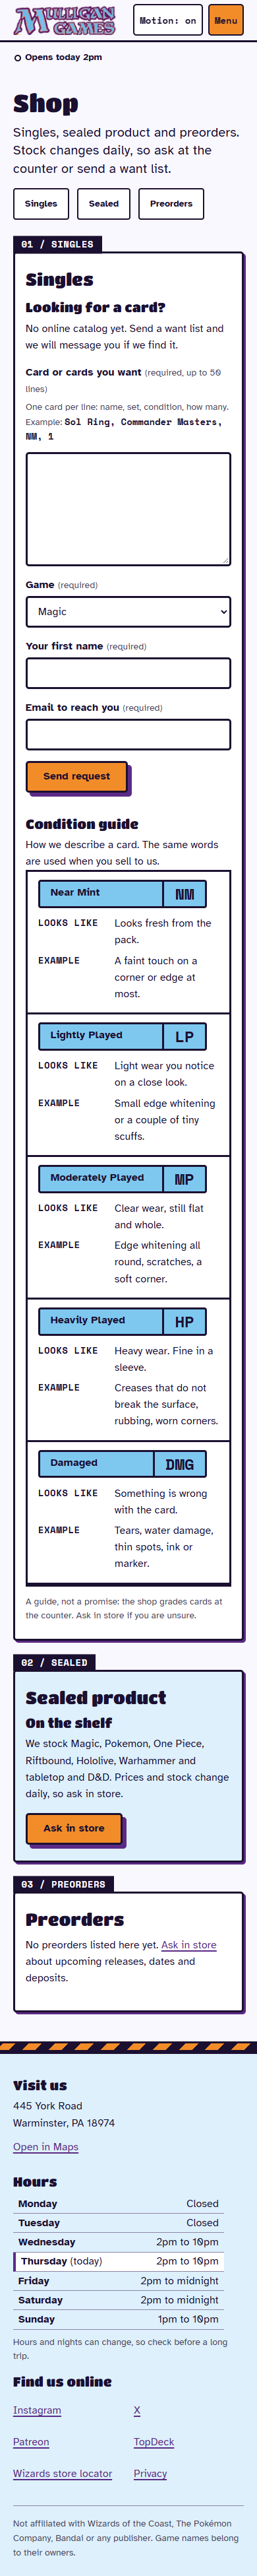 MULLIGAN
GAMES
Motion: on
Menu
Opens today 2pm
Shop
Singles, sealed product and preorders.
Stock changes daily, so ask at the
counter or send a want list.
Singles
Sealed
Preorders
01 / SINGLES
Singles
Looking for a card?
No online catalog yet. Send a want list and
we will message you if we find it.
Card or cards you want (required, up to 50
lines)
One card per line: name, set, condition, how many.
Example: Sol Ring, Commander Masters,
NM, 1
Game (required)
Magic
Your first name (required)
Email to reach you (required)
Send request
Condition guide
How we describe a card. The same words
are used when you sell to us.
Near Mint
NM
LOOKS LIKE
Looks fresh from the
pack.
EXAMPLE
A faint touch on a
corner or edge at
most.
Lightly Played
LP
LOOKS LIKE
Light wear you notice
on a close look.
EXAMPLE
Small edge whitening
or a couple of tiny
scuffs.
Moderately Played
MP
LOOKS LIKE
Clear wear, still flat
and whole.
EXAMPLE
Edge whitening all
round, scratches, a
soft corner.
Heavily Played
HP
LOOKS LIKE
Heavy wear. Fine in a
sleeve.
EXAMPLE
Creases that do not
break the surface,
rubbing, worn corners.
Damaged
DMG
LOOKS LIKE
Something is wrong
with the card.
EXAMPLE
Tears, water damage,
thin spots, ink or
marker.
A guide, not a promise: the shop grades cards at
the counter. Ask in store if you are unsure.
02 / SEALED
Sealed product
On the shelf
We stock Magic, Pokemon, One Piece,
Riftbound, Hololive, Warhammer and
tabletop and D&D. Prices and stock change
daily, so ask in store.
Ask in store
03 / PREORDERS
Preorders
No preorders listed here yet. Ask in store
about upcoming releases, dates and
deposits.
Visit us
445 York Road
Warminster, PA 18974
Open in Maps
Hours
Monday Closed
Tuesday Closed
Wednesday 2pm to 10pm
Thursday (today) 2pm to 10pm
Friday 2pm to midnight
Saturday 2pm to midnight
Sunday 1pm to 10pm
Hours and nights can change, so check before a long
trip.
Find us online
Instagram
X
Patreon
TopDeck
Wizards store locator
Privacy
Not affiliated with Wizards of the Coast, The Pokémon
Company, Bandai or any publisher. Game names belong
to their owners.